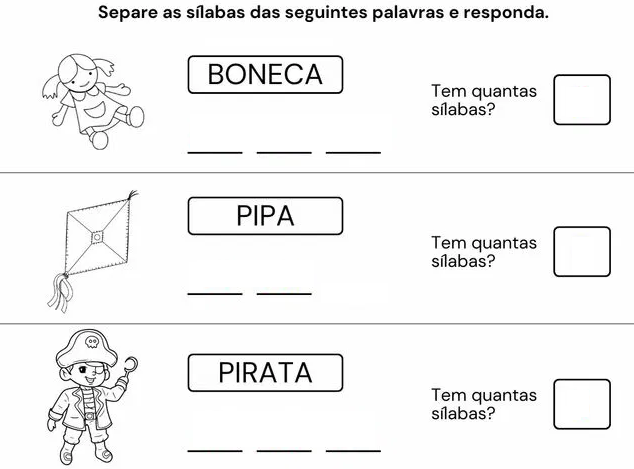 Separe as sílabas das seguintes palavras e responda.
BONECA
Tem quantas
sílabas?
PIPA
Tem quantas
sílabas?
PIRATA
Tem quantas
sílabas?